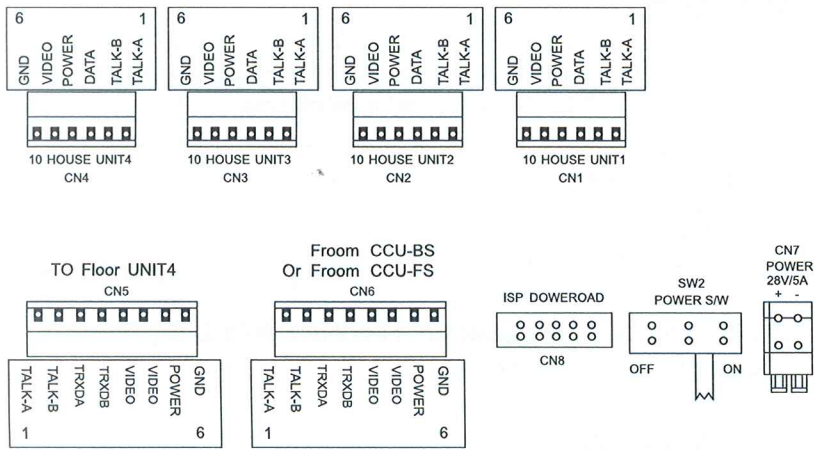 6 1
GND VIDEO POWER DATA TALK-B TALK-A
10 HOUSE UNIT4
CN4
6 1
GND VIDEO POWER DATA TALK-B TALK-A
10 HOUSE UNIT3
CN3
6 1
GND VIDEO POWER DATA TALK-B TALK-A
10 HOUSE UNIT2
CN2
6 1
GND VIDEO POWER DATA TALK-B TALK-A
10 HOUSE UNIT1
CN1
TO Floor UNIT4
CN5
TALK-A TALK-B TRXDA TRXDB VIDEO VIDEO POWER GND
1 6
Froom CCU-BS
Or Froom CCU-FS
CN6
TALK-A TALK-B TRXDA TRXDB VIDEO VIDEO POWER GND
1 6
ISP DOWEROAD
CN8
SW2
POWER S/W
OFF ON
CN7
POWER
28V/5A
+ -